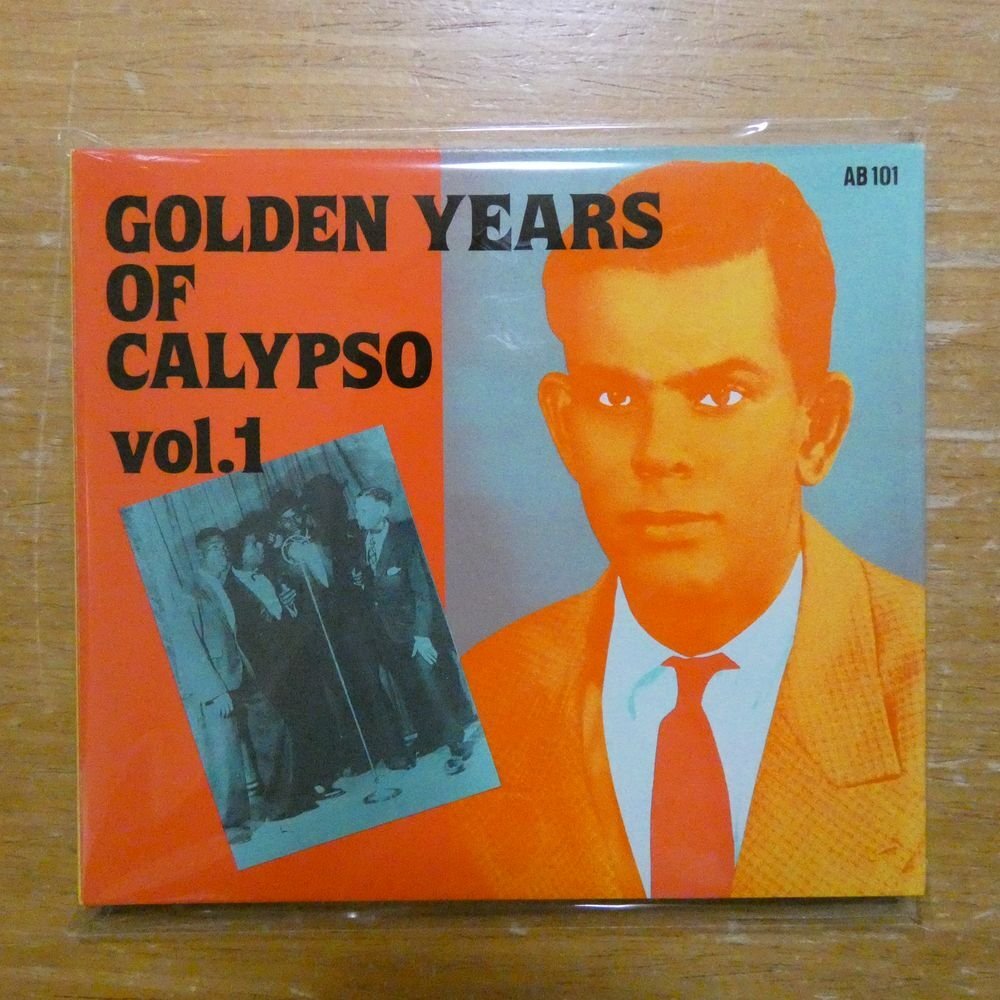 GOLDEN YEARS
OF
CALYPSO
vol.1
AB 101